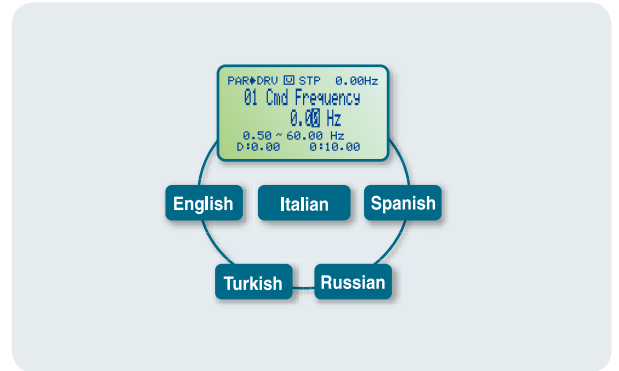 PAR DRV U STP 0.00Hz
01 Cmd Frequency
0.00 Hz
0.50 ~ 60.00 Hz
D:0.00 0:10.00
English Italian Spanish
Turkish Russian